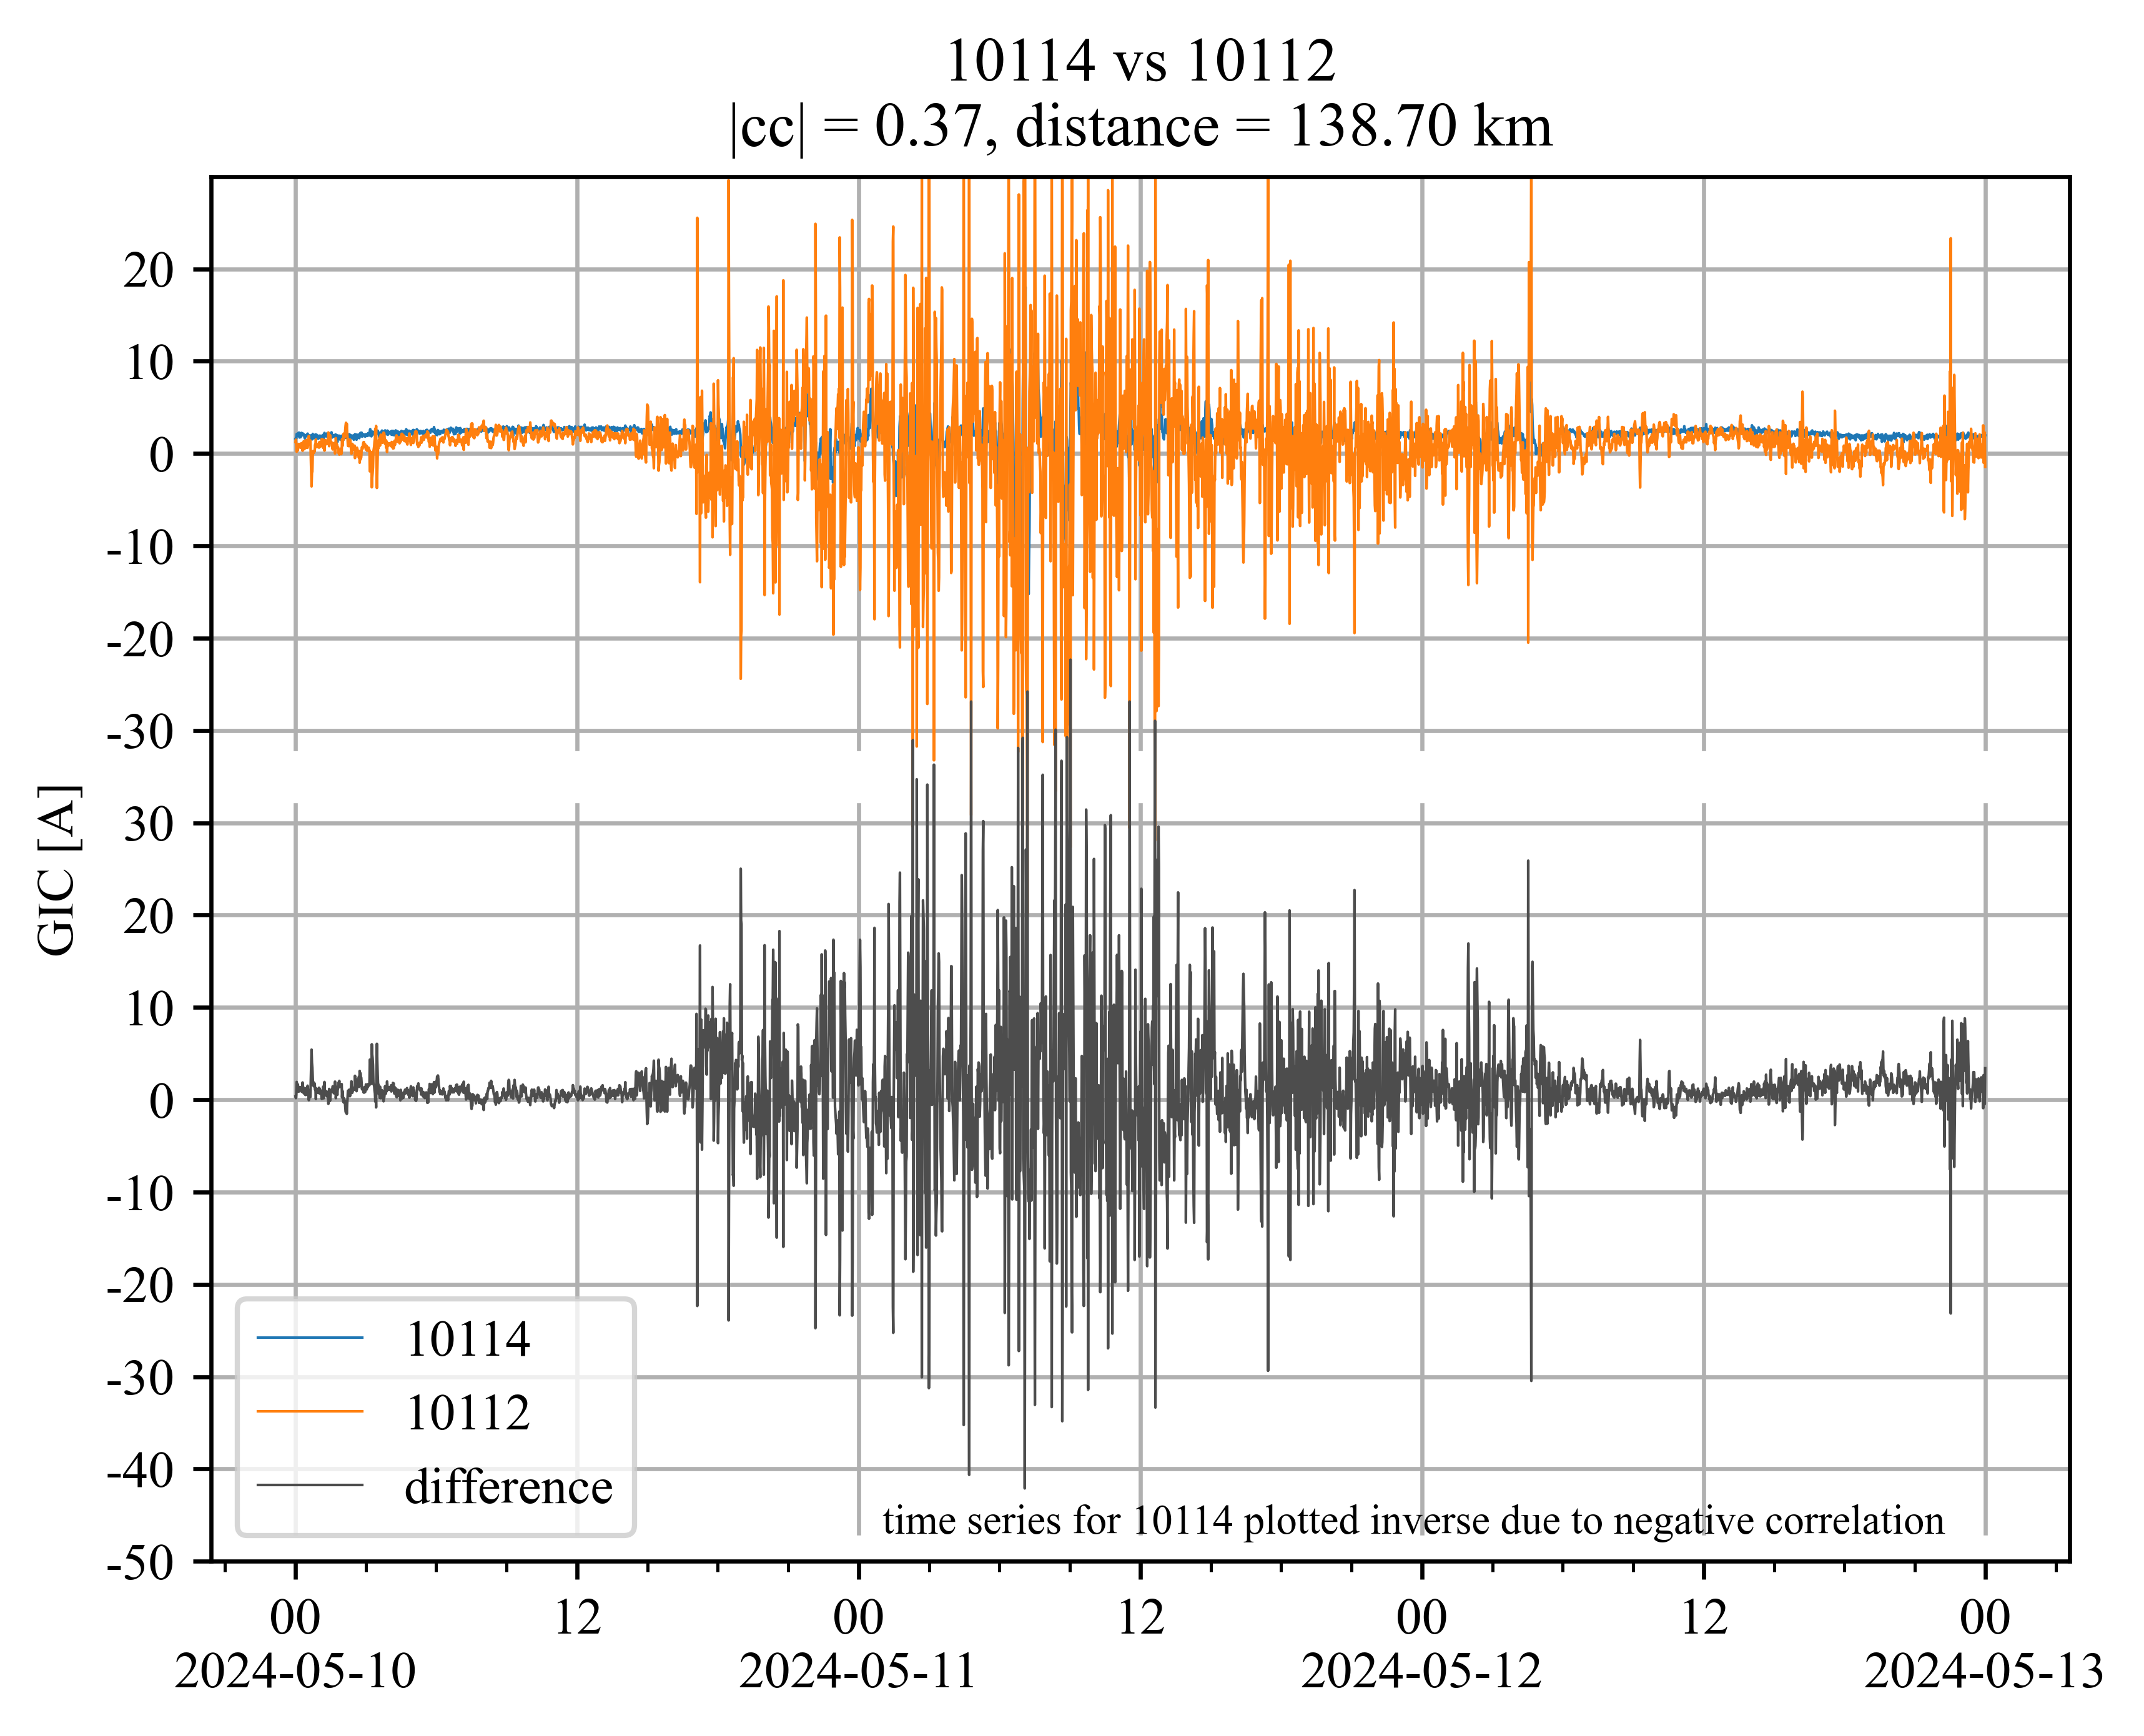 10114 vs 10112
|cc| = 0.37, distance = 138.70 km
GIC [A]
20
10
0
-10
-20
-30
30
20
10
0
-10
-20
-30
-40
-50
10114
10112
difference
time series for 10114 plotted inverse due to negative correlation
00 12 00 12 00 12 00
2024-05-10 2024-05-11 2024-05-12 2024-05-13